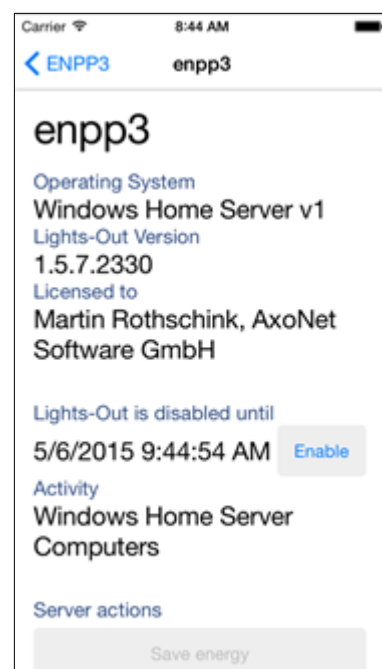 Carrier 8:44 AM
ENPP3 enpp3
enpp3
Operating System
Windows Home Server v1
Lights-Out Version
1.5.7.2330
Licensed to
Martin Rothschink, AxoNet
Software GmbH
Lights-Out is disabled until
5/6/2015 9:44:54 AM Enable
Activity
Windows Home Server
Computers
Server actions
Save energy